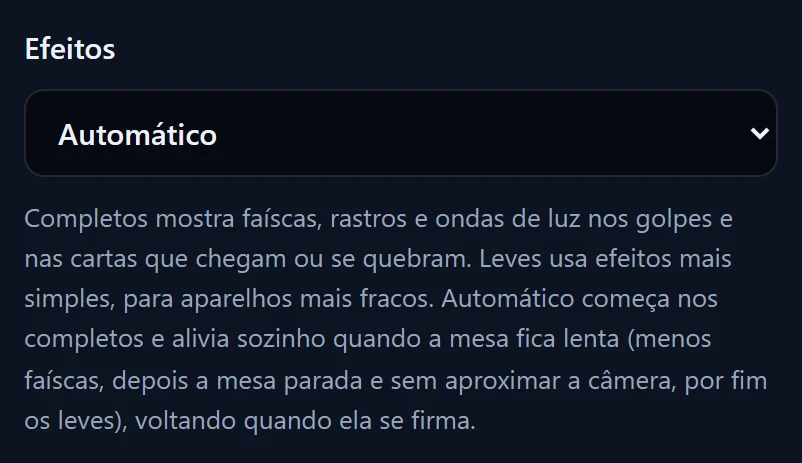 Efeitos
Automático
Completos mostra faíscas, rastros e ondas de luz nos golpes e
nas cartas que chegam ou se quebram. Leves usa efeitos mais
simples, para aparelhos mais fracos. Automático começa nos
completos e alivia sozinho quando a mesa fica lenta (menos
faíscas, depois a mesa parada e sem aproximar a câmera, por fim
os leves), voltando quando ela se firma.